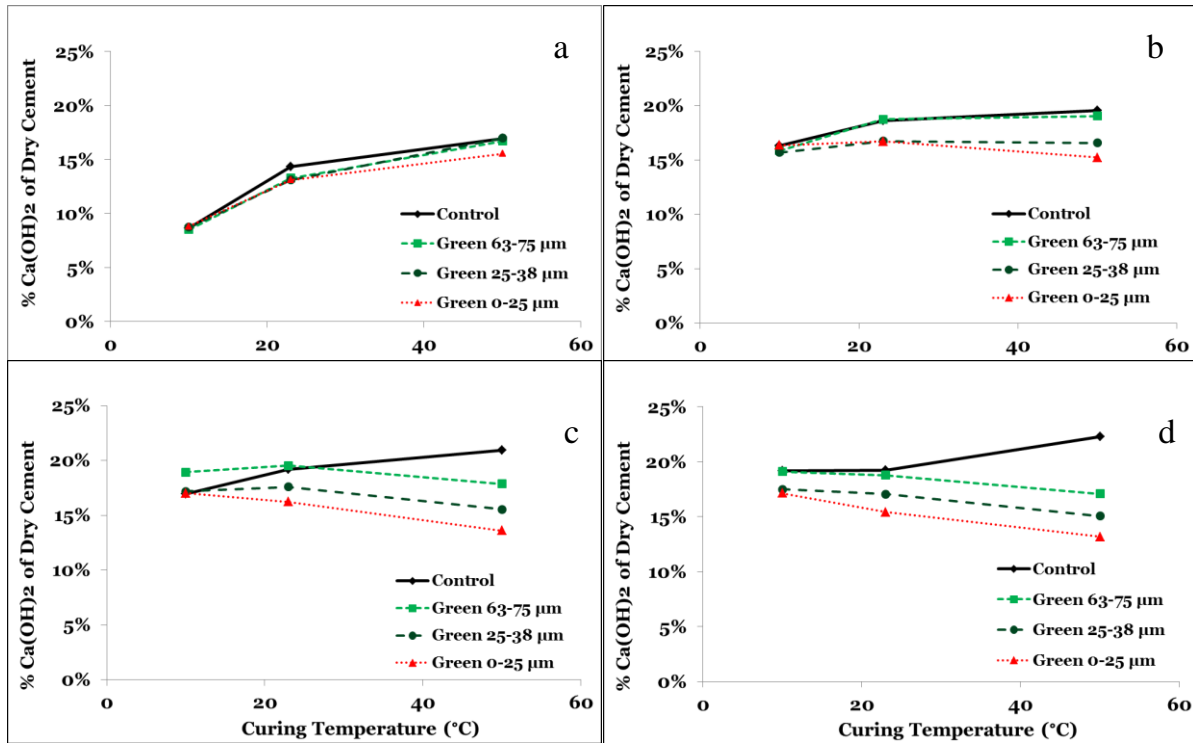 a
% Ca(OH)2 of Dry Cement
25%
20%
15%
10%
5%
0%
0
20
40
60
Control
Green 63-75 µm
Green 25-38 µm
Green 0-25 µm
b
% Ca(OH)2 of Dry Cement
25%
20%
15%
10%
5%
0%
0
20
40
60
Control
Green 63-75 µm
Green 25-38 µm
Green 0-25 µm
c
% Ca(OH)2 of Dry Cement
25%
20%
15%
10%
5%
0%
0
20
40
60
Control
Green 63-75 µm
Green 25-38 µm
Green 0-25 µm
Curing Temperature (°C)
d
% Ca(OH)2 of Dry Cement
25%
20%
15%
10%
5%
0%
0
20
40
60
Control
Green 63-75 µm
Green 25-38 µm
Green 0-25 µm
Curing Temperature (°C)